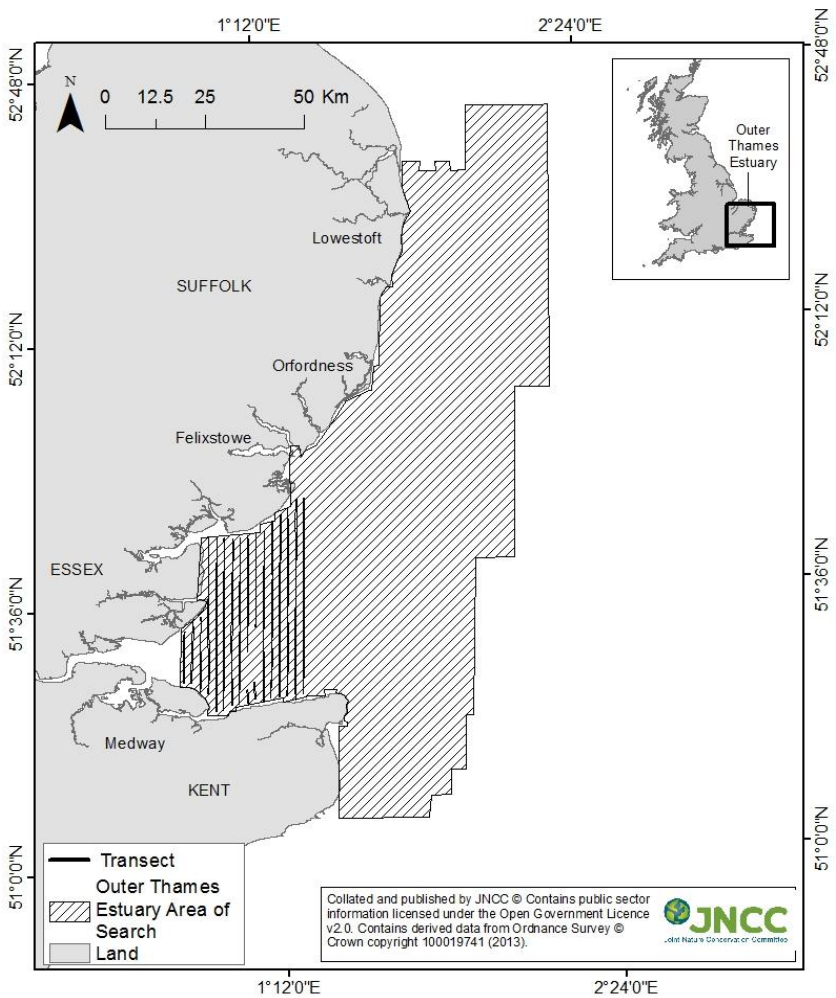 1°12'0"E
2°24'0"E
52°48'0"N
52°48'0"N
N
0 12.5 25 50 Km
Outer
Thames
Estuary
Lowestoft
SUFFOLK
52°12'0"N
52°12'0"N
Orfordness
Felixstowe
ESSEX
51°36'0"N
51°36'0"N
Medway
KENT
51°0'0"N
51°0'0"N
Transect
Outer Thames
Estuary Area of
Search
Land
Collated and published by JNCC © Contains public sector
information licensed under the Open Government Licence
v2.0. Contains derived data from Ordnance Survey ©
Crown copyright 100019741 (2013).
JNCC
Joint Nature Conservation Committee
1°12'0"E
2°24'0"E